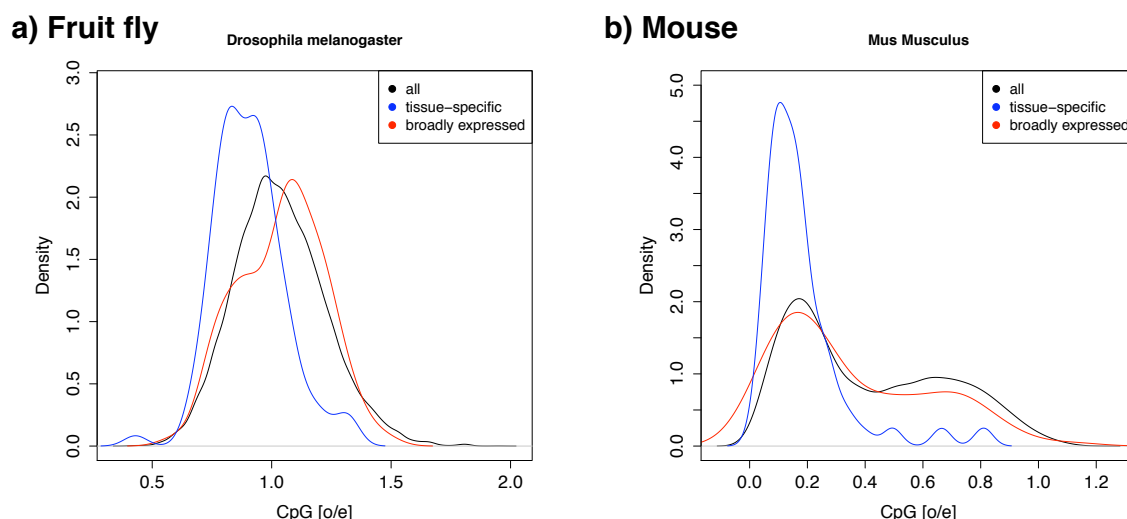 a) Fruit fly
Drosophila melanogaster
Density
0.0
0.5
1.0
1.5
2.0
2.5
3.0
all
tissue−specific
broadly expressed
0.5
1.0
1.5
2.0
CpG [o/e]
b) Mouse
Mus Musculus
Density
0.0
1.0
2.0
3.0
4.0
5.0
all
tissue−specific
broadly expressed
0.0
0.2
0.4
0.6
0.8
1.0
1.2
CpG [o/e]